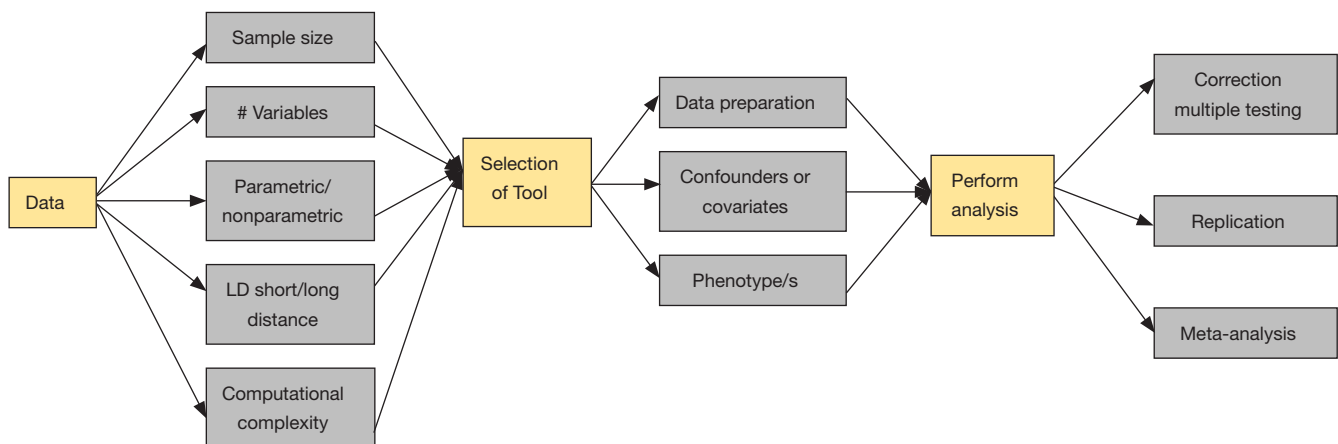 Data
Sample size
# Variables
Parametric/
nonparametric
LD short/long
distance
Computational
complexity
Selection
of Tool
Data preparation
Confounders or
covariates
Phenotype/s
Perform
analysis
Correction
multiple testing
Replication
Meta-analysis